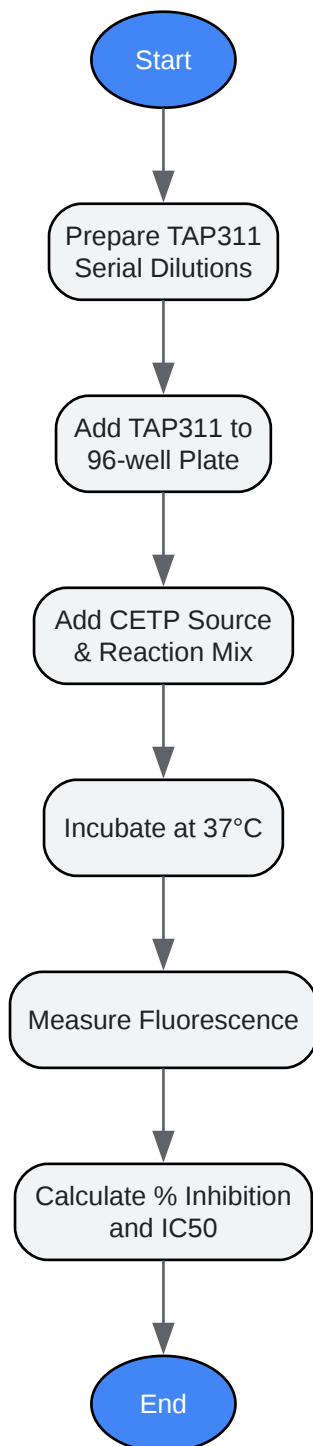 Start
Prepare TAP311
Serial Dilutions
Add TAP311 to
96-well Plate
Add CETP Source
& Reaction Mix
Incubate at 37°C
Measure Fluorescence
Calculate % Inhibition
and IC50
End